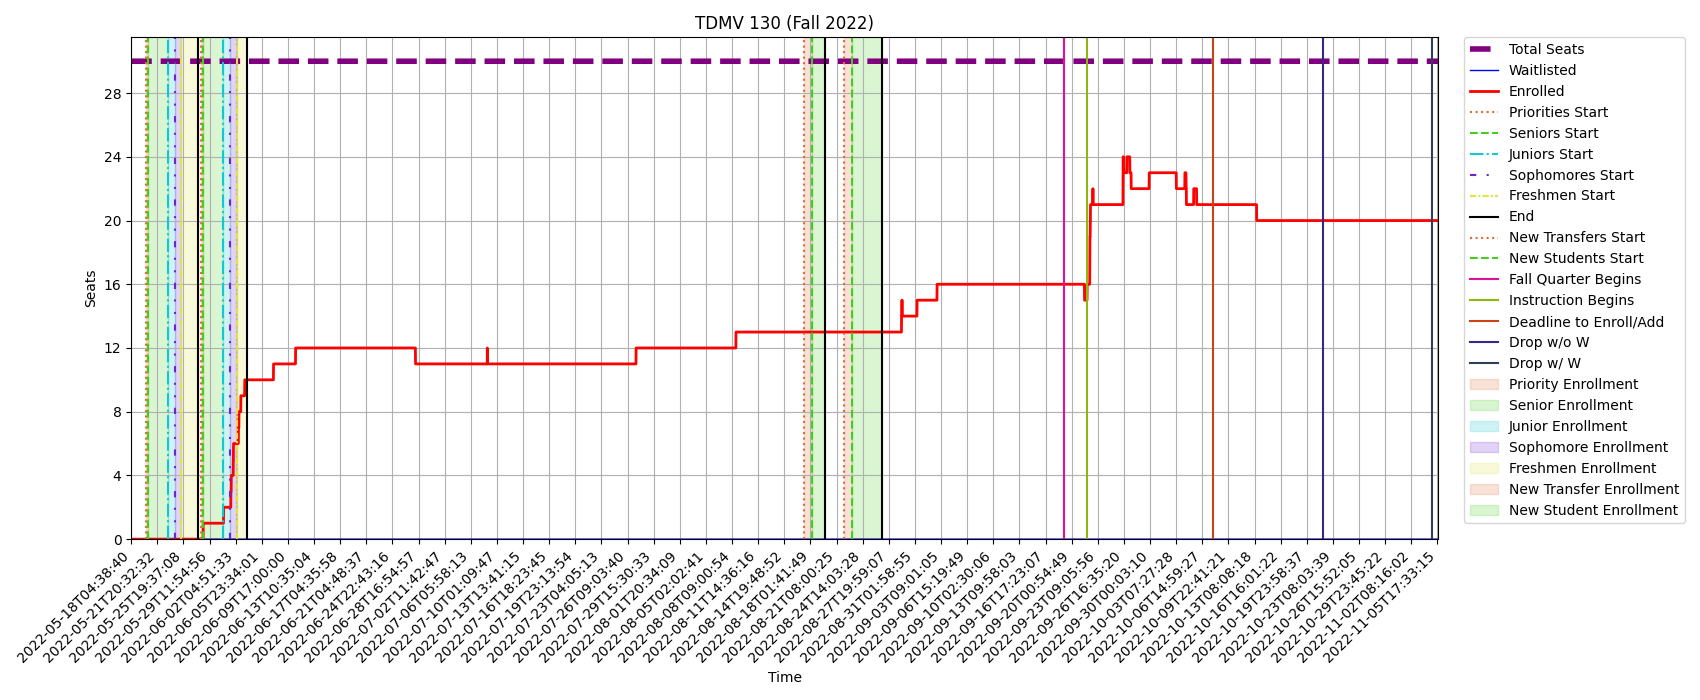 TDMV 130 (Fall 2022)
Seats
28
24
20
16
12
8
4
0
2022-05-18T04:38:40
2022-05-21T20:32:32
2022-05-25T19:37:08
2022-05-29T11:54:56
2022-06-02T04:51:33
2022-06-05T23:34:01
2022-06-09T17:00:00
2022-06-13T10:35:04
2022-06-17T04:35:58
2022-06-21T04:48:37
2022-06-24T22:43:16
2022-06-28T16:54:57
2022-07-02T11:42:47
2022-07-06T05:58:13
2022-07-10T01:09:47
2022-07-13T13:41:15
2022-07-16T18:23:45
2022-07-19T23:13:54
2022-07-23T04:05:13
2022-07-26T09:03:40
2022-07-29T15:30:33
2022-08-01T20:34:09
2022-08-05T02:02:41
2022-08-08T09:00:54
2022-08-11T14:36:16
2022-08-14T19:48:52
2022-08-18T01:41:49
2022-08-21T08:00:25
2022-08-24T14:03:28
2022-08-27T19:59:07
2022-08-31T01:58:55
2022-09-03T09:01:05
2022-09-06T15:19:49
2022-09-10T02:30:06
2022-09-13T09:58:03
2022-09-16T17:23:07
2022-09-20T00:54:49
2022-09-23T09:05:56
2022-09-26T16:35:20
2022-09-30T00:03:10
2022-10-03T07:27:28
2022-10-06T14:59:27
2022-10-09T22:41:21
2022-10-13T08:08:18
2022-10-16T16:01:22
2022-10-19T23:58:37
2022-10-23T08:03:39
2022-10-26T15:52:05
2022-10-29T23:45:22
2022-11-02T08:16:02
2022-11-05T17:33:15
Time
Total Seats
Waitlisted
Enrolled
Priorities Start
Seniors Start
Juniors Start
Sophomores Start
Freshmen Start
End
New Transfers Start
New Students Start
Fall Quarter Begins
Instruction Begins
Deadline to Enroll/Add
Drop w/o W
Drop w/ W
Priority Enrollment
Senior Enrollment
Junior Enrollment
Sophomore Enrollment
Freshmen Enrollment
New Transfer Enrollment
New Student Enrollment